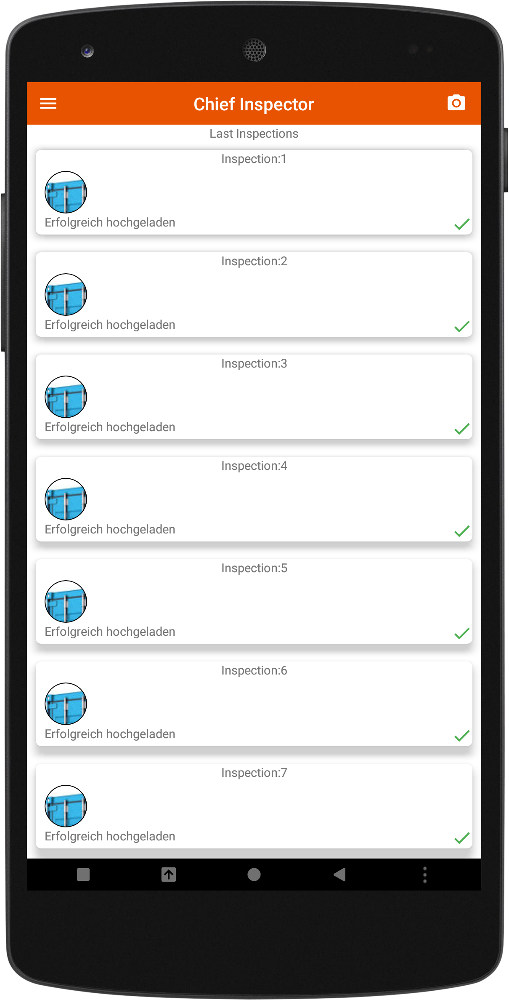 Chief Inspector
Last Inspections
Inspection:1
Erfolgreich hochgeladen
Inspection:2
Erfolgreich hochgeladen
Inspection:3
Erfolgreich hochgeladen
Inspection:4
Erfolgreich hochgeladen
Inspection:5
Erfolgreich hochgeladen
Inspection:6
Erfolgreich hochgeladen
Inspection:7
Erfolgreich hochgeladen